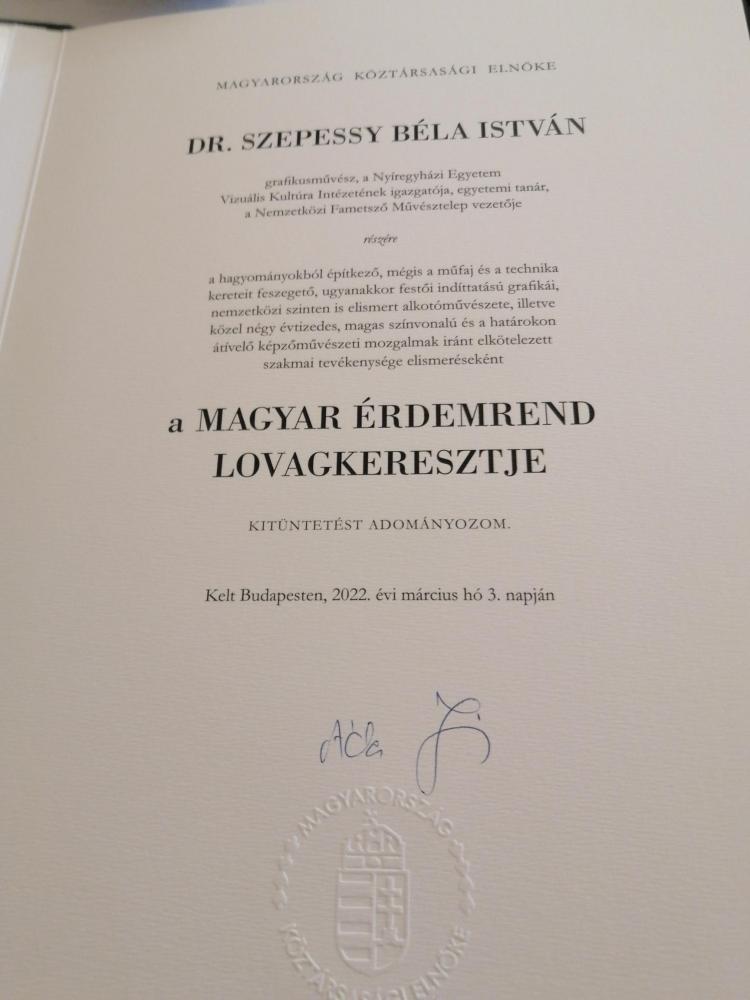 MAGYARORSZÁG KÖZTÁRSASÁGI ELNÖKE
DR. SZEPESSY BÉLA ISTVÁN
grafikusművész, a Nyíregyházi Egyetem
Vizuális Kultúra Intézetének igazgatója, egyetemi tanár,
a Nemzetközi Fametsző Művésztelep vezetője
részére
a hagyományokból építkező, mégis a műfaj és a technika
kereteit feszegető, ugyanakkor festői indíttatású grafikái,
nemzetközi szinten is elismert alkotóművészete, illetve
közel négy évtizedes, magas színvonalú és a határokon
átívelő képzőművészeti mozgalmak iránt elkötelezett
szakmai tevékenysége elismeréseként
a MAGYAR ÉRDEMREND
LOVAGKERESZTJE
KITÜNTETÉST ADOMÁNYOZOM.
Kelt Budapesten, 2022. évi március hó 3. napján
MAGYARORSZÁG
KÖZTÁRSASÁGI ELNÖKE